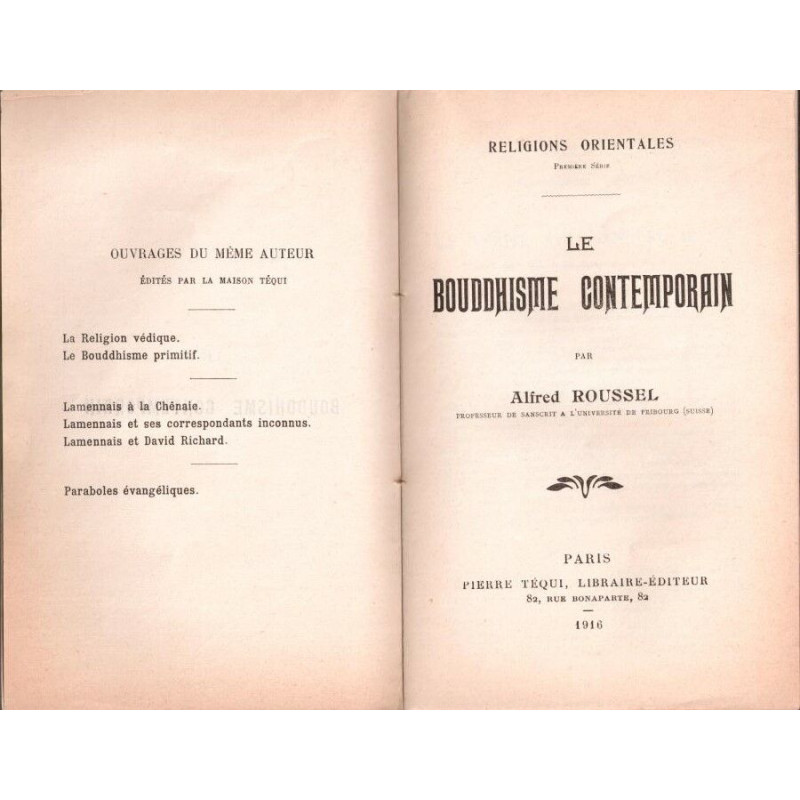 OUVRAGES DU MÊME AUTEUR
ÉDITÉS PAR LA MAISON TÉQUI
La Religion védique.
Le Bouddhisme primitif.
Lamennais à la Chênaie.
Lamennais et ses correspondants inconnus.
Lamennais et David Richard.
Paraboles évangéliques.
RELIGIONS ORIENTALES
PREMIÈRE SÉRIE
LE
BOUDDHISME CONTEMPORAIN
PAR
Alfred ROUSSEL
PROFESSEUR DE SANSCRIT A L'UNIVERSITÉ DE FRIBOURG (SUISSE)
PARIS
PIERRE TÉQUI, LIBRAIRE-ÉDITEUR
82, RUE BONAPARTE, 82
1916